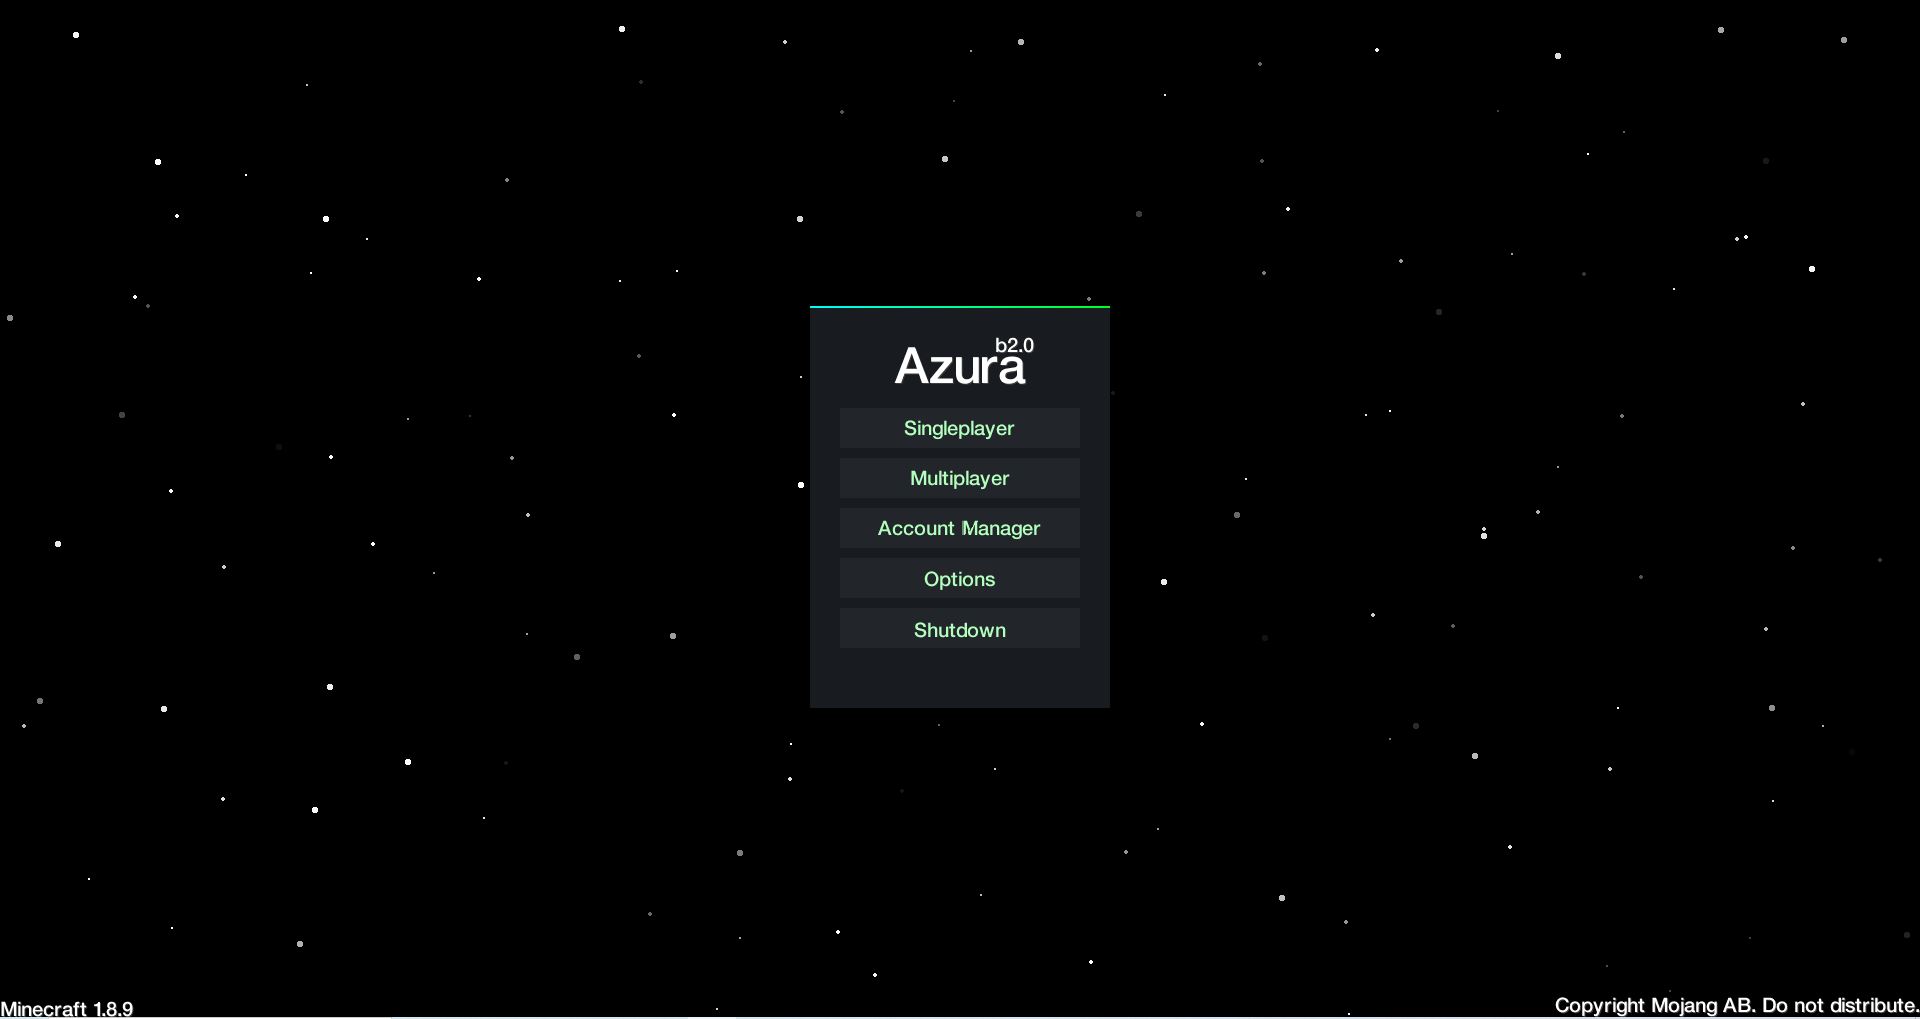 b2.0
Azura
Singleplayer
Multiplayer
Account Manager
Options
Shutdown
Minecraft 1.8.9
Copyright Mojang AB. Do not distribute.